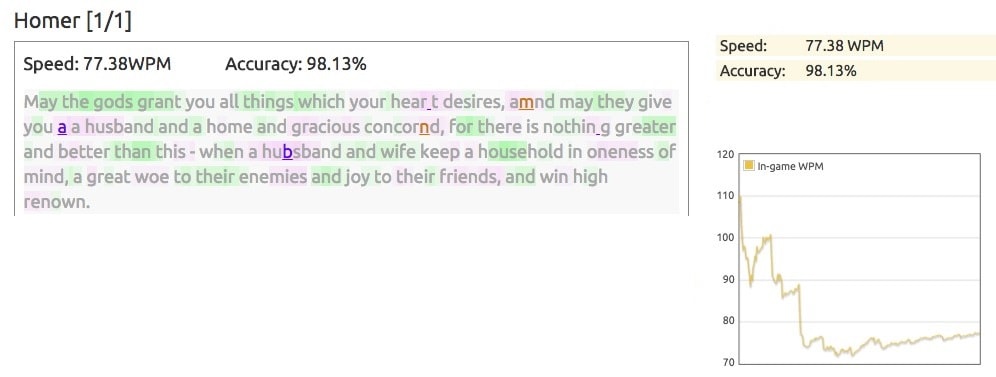 Homer [1/1]
Speed: 77.38WPM Accuracy: 98.13%
May the gods grant you all things which your hear_t desires, amnd may they give
you a a husband and a home and gracious concornd, for there is nothin_g greater
and better than this - when a hubsband and wife keep a household in oneness of
mind, a great woe to their enemies and joy to their friends, and win high
renown.
Speed: 77.38 WPM
Accuracy: 98.13%
120
In-game WPM
110
100
90
80
70